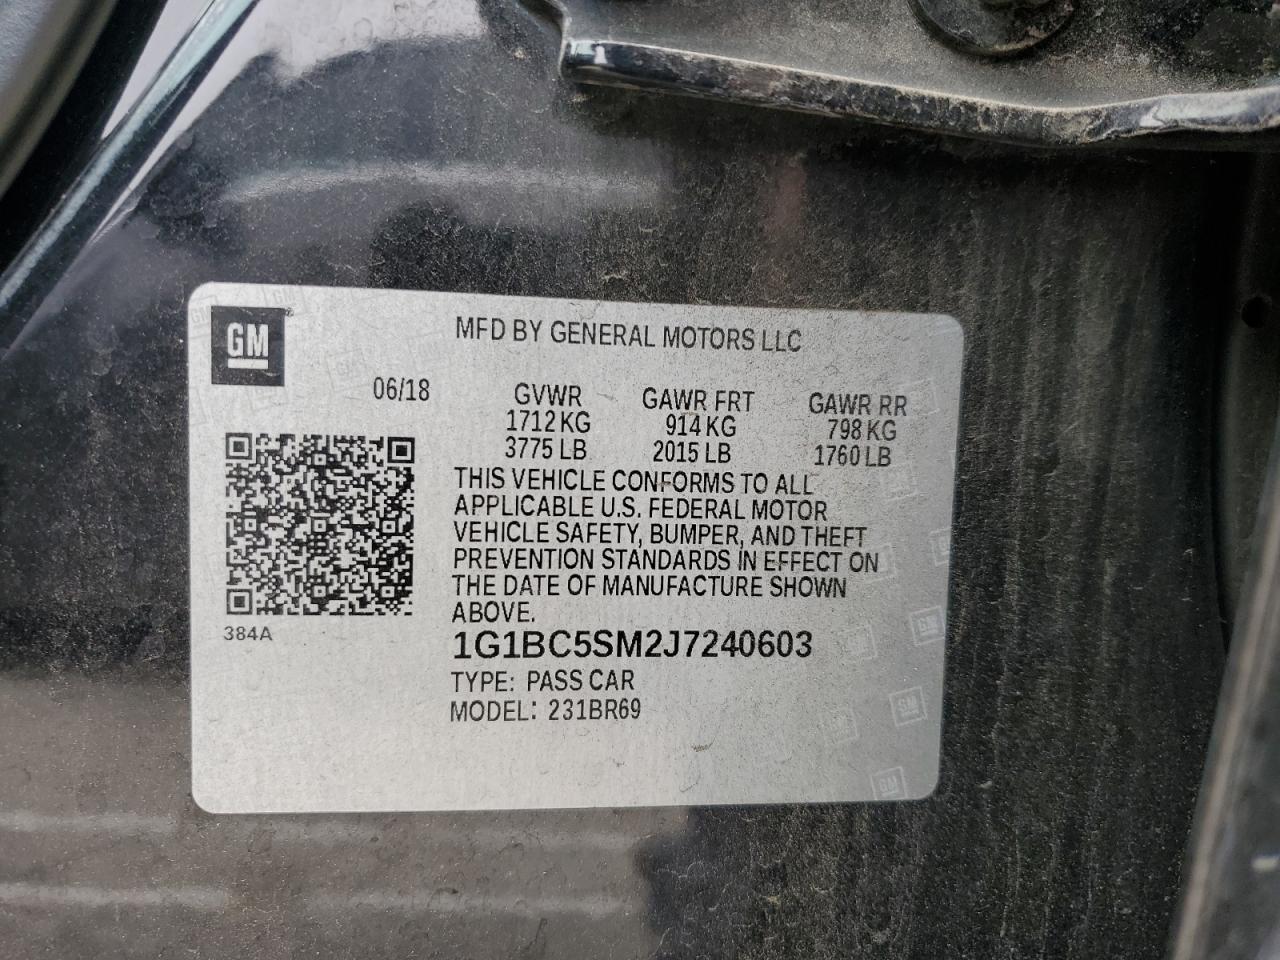 GM
MFD BY GENERAL MOTORS LLC
06/18
GVWR GAWR FRT GAWR RR
1712 KG 914 KG 798 KG
3775 LB 2015 LB 1760 LB
THIS VEHICLE CONFORMS TO ALL
APPLICABLE U.S. FEDERAL MOTOR
VEHICLE SAFETY, BUMPER, AND THEFT
PREVENTION STANDARDS IN EFFECT ON
THE DATE OF MANUFACTURE SHOWN
ABOVE.
384A
1G1BC5SM2J7240603
TYPE: PASS CAR
MODEL: 231BR69